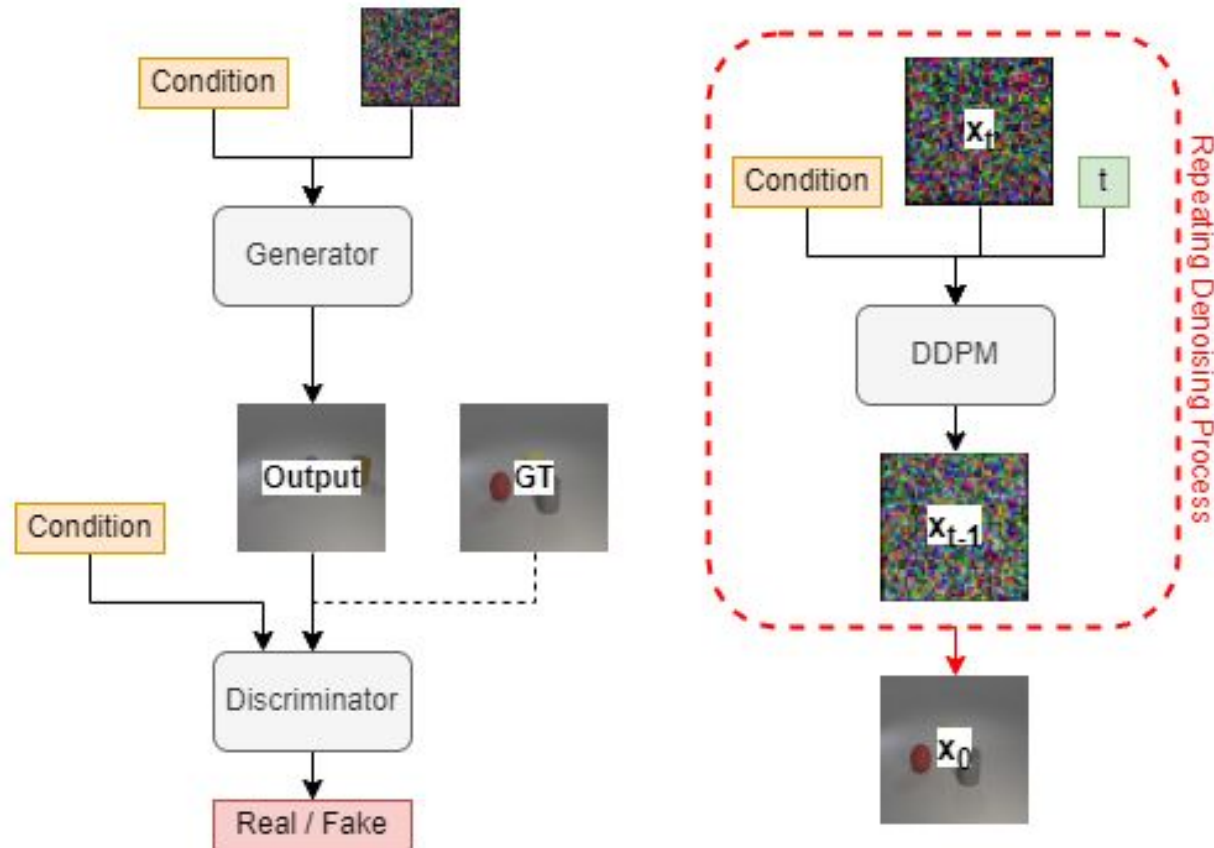 Condition
Generator
Output
GT
Condition
Discriminator
Real / Fake
xₜ
Condition
t
DDPM
xₜ₋₁
x₀
Repeating Denoising Process